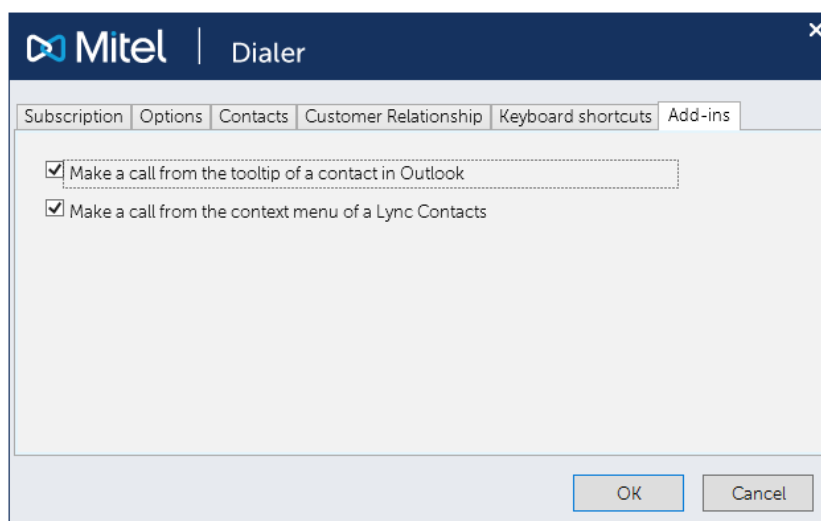 Mitel | Dialer
Subscription Options Contacts Customer Relationship Keyboard shortcuts Add-ins
Make a call from the tooltip of a contact in Outlook
Make a call from the context menu of a Lync Contacts
OK Cancel